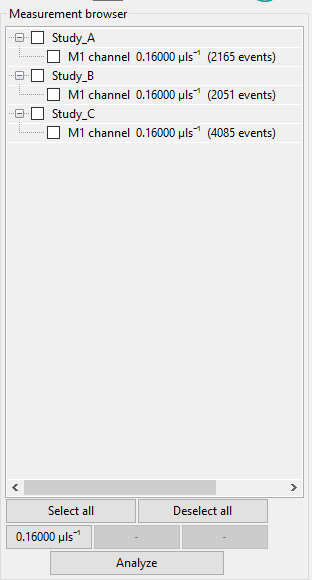 Measurement browser
Study_A
M1 channel 0.16000 µls⁻¹ (2165 events)
Study_B
M1 channel 0.16000 µls⁻¹ (2051 events)
Study_C
M1 channel 0.16000 µls⁻¹ (4085 events)
Select all Deselect all
0.16000 µls⁻¹ - -
Analyze